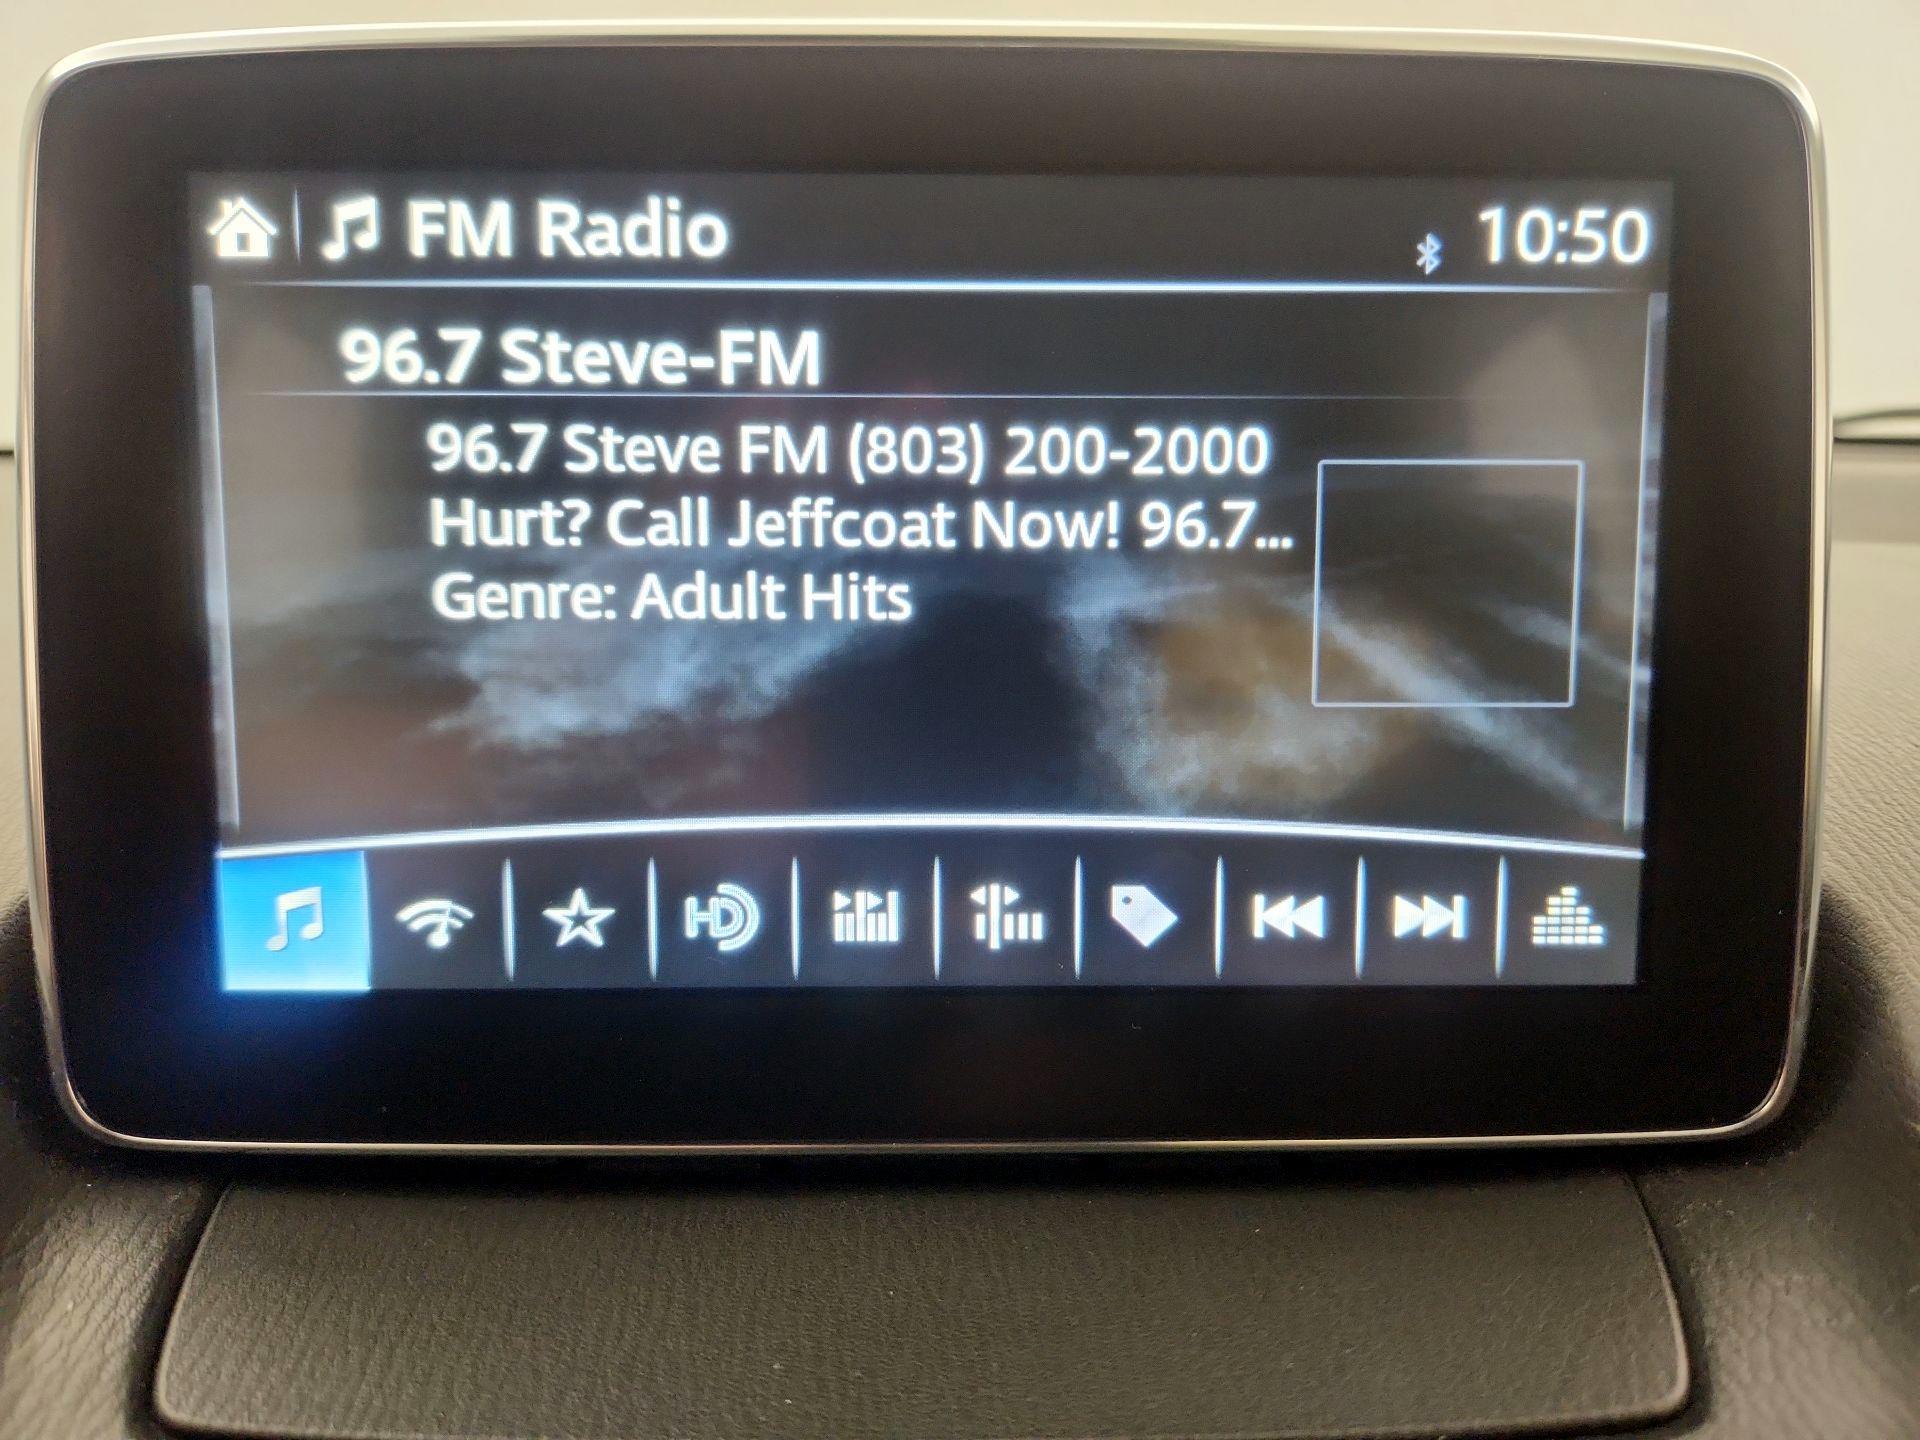 FM Radio
10:50
96.7 Steve-FM
96.7 Steve FM (803) 200-2000
Hurt? Call Jeffcoat Now! 96.7...
Genre: Adult Hits
HD